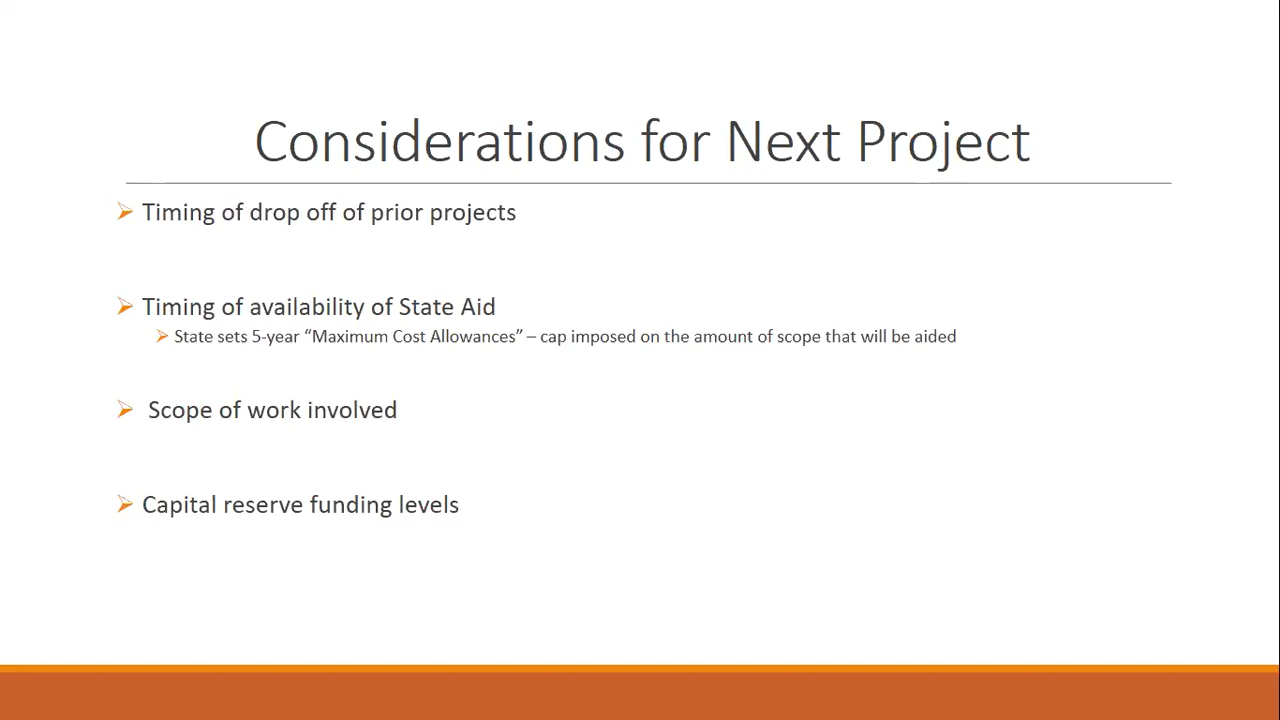 Considerations for Next Project
Timing of drop off of prior projects
Timing of availability of State Aid
State sets 5-year “Maximum Cost Allowances” – cap imposed on the amount of scope that will be aided
Scope of work involved
Capital reserve funding levels